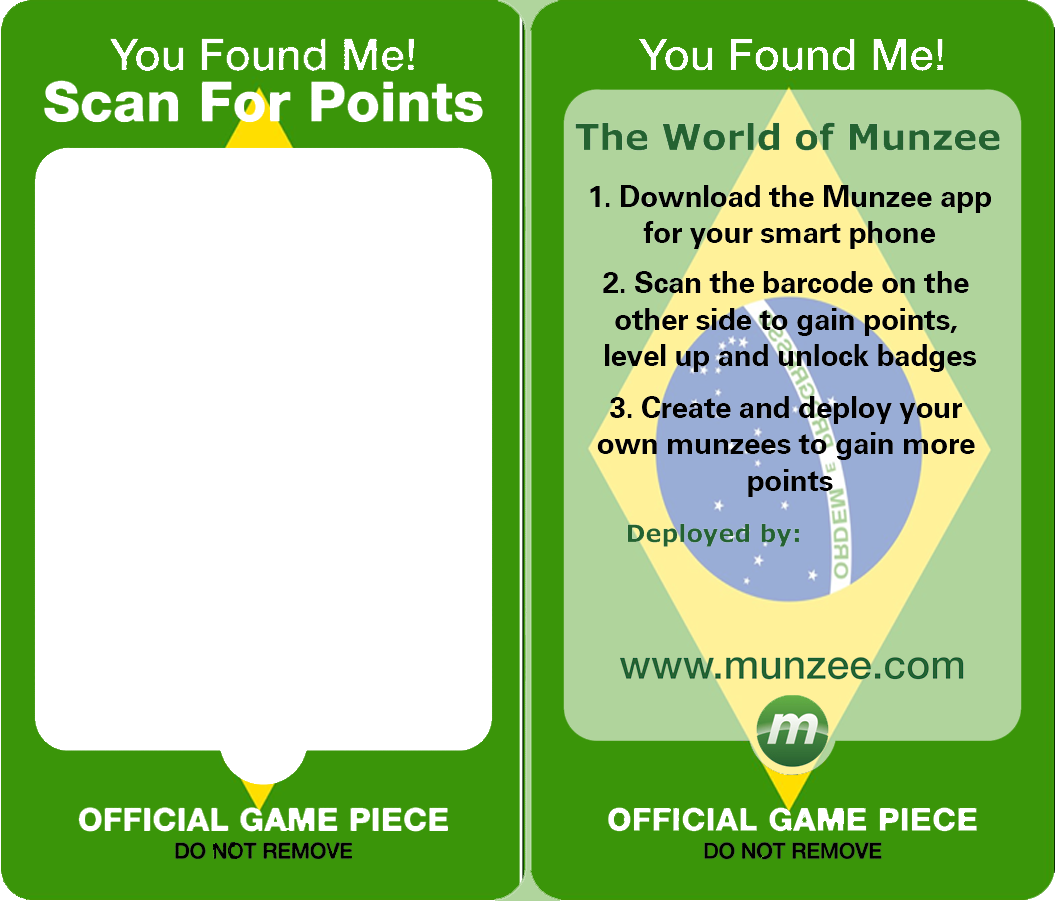 You Found Me!
Scan For Points
OFFICIAL GAME PIECE
DO NOT REMOVE
You Found Me!
The World of Munzee
1. Download the Munzee app
for your smart phone
2. Scan the barcode on the
other side to gain points,
level up and unlock badges
3. Create and deploy your
own munzees to gain more
points
ORDEM E PROGRESSO
Deployed by:
www.munzee.com
m
OFFICIAL GAME PIECE
DO NOT REMOVE